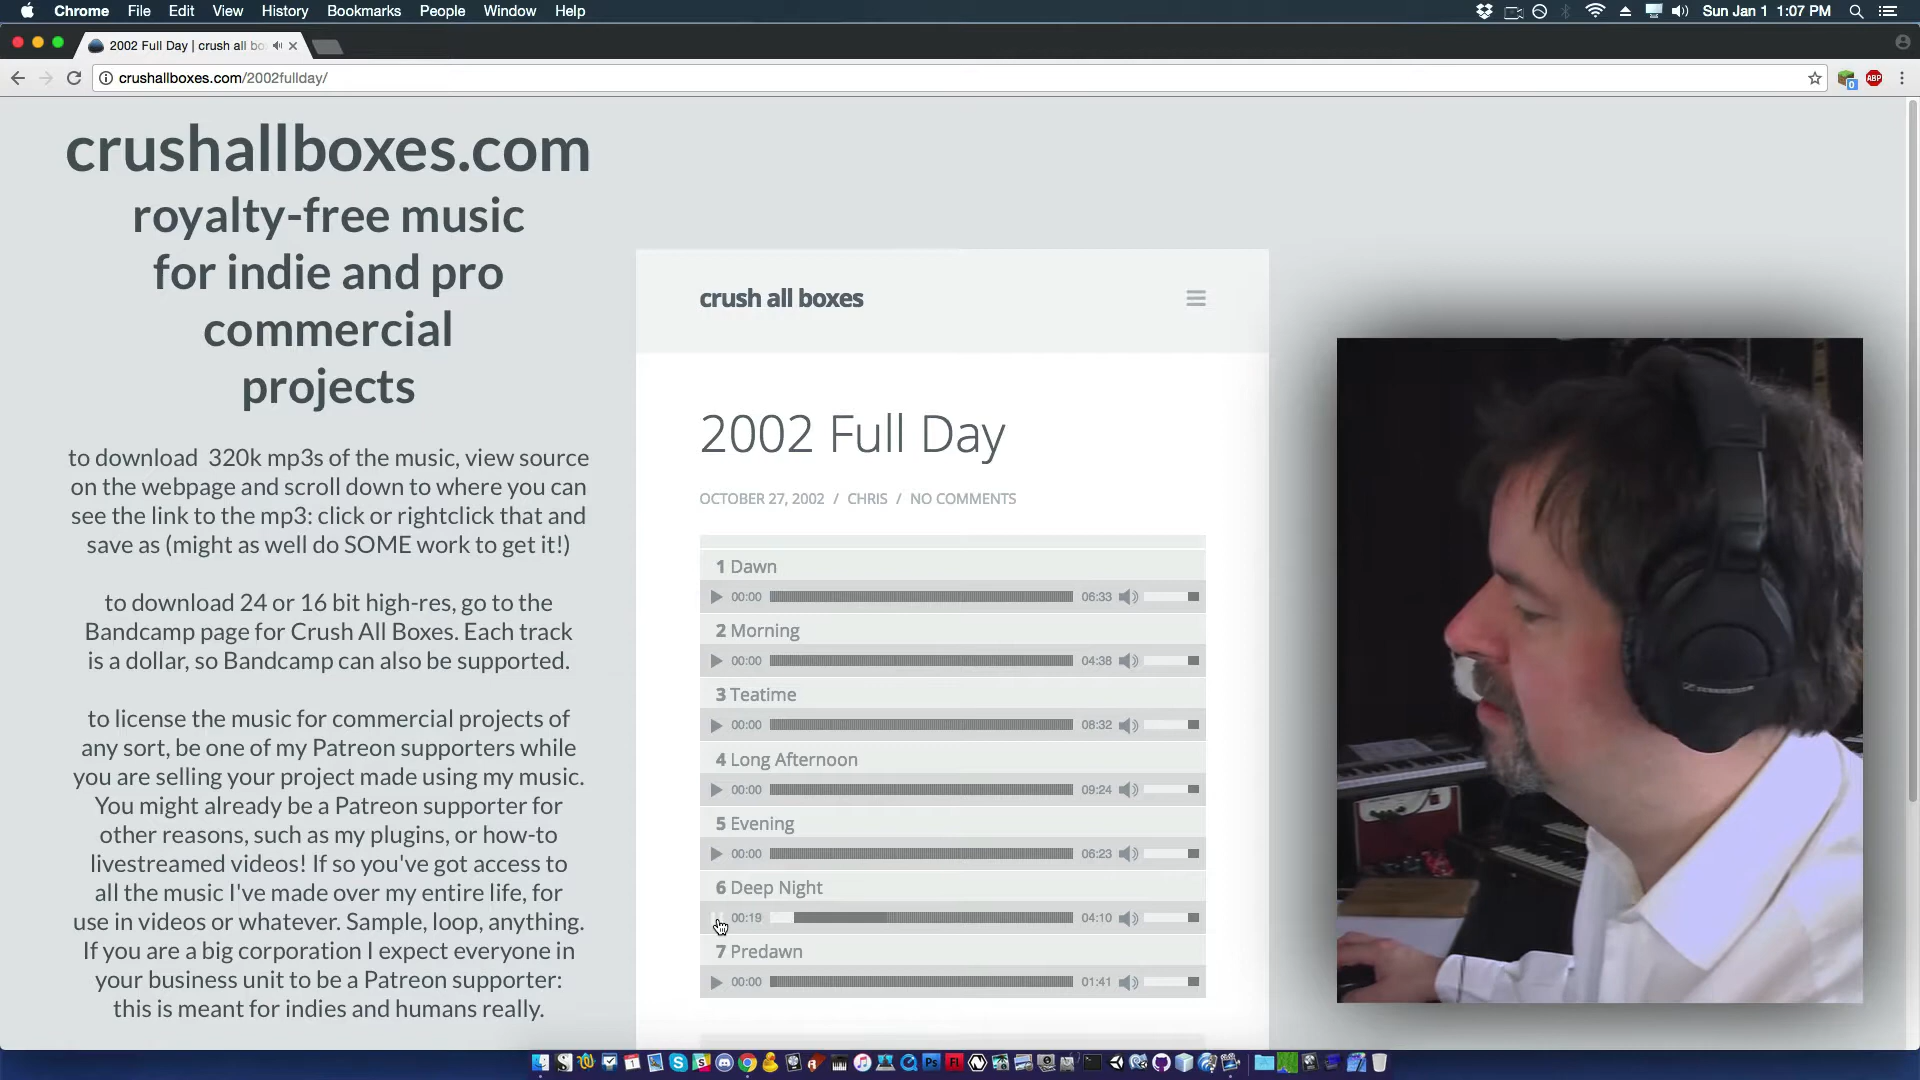 Chrome File Edit View History Bookmarks People Window Help
Sun Jan 1 1:07 PM
2002 Full Day | crush all bo
crushallboxes.com/2002fullday/
0
ABP
crushallboxes.com
royalty-free music
for indie and pro
commercial
projects
to download 320k mp3s of the music, view source
on the webpage and scroll down to where you can
see the link to the mp3: click or rightclick that and
save as (might as well do SOME work to get it!)
to download 24 or 16 bit high-res, go to the
Bandcamp page for Crush All Boxes. Each track
is a dollar, so Bandcamp can also be supported.
to license the music for commercial projects of
any sort, be one of my Patreon supporters while
you are selling your project made using my music.
You might already be a Patreon supporter for
other reasons, such as my plugins, or how-to
livestreamed videos! If so you've got access to
all the music I've made over my entire life, for
use in videos or whatever. Sample, loop, anything.
If you are a big corporation I expect everyone in
your business unit to be a Patreon supporter:
this is meant for indies and humans really.
crush all boxes
2002 Full Day
OCTOBER 27, 2002 / CHRIS / NO COMMENTS
1 Dawn
00:00 06:33
2 Morning
00:00 04:38
3 Teatime
00:00 08:32
4 Long Afternoon
00:00 09:24
5 Evening
00:00 06:23
6 Deep Night
00:19 04:10
7 Predawn
00:00 01:41
SENNHEISER